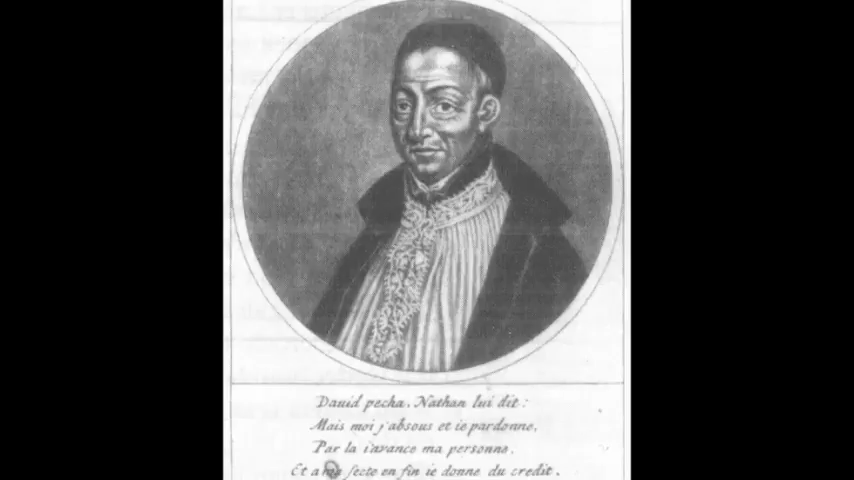 Dauid pecha, Nathan lui dit:
Mais moi j'absous et ie pardonne,
Par la i'avance ma personne,
Et a ma secte en fin ie donne du credit.